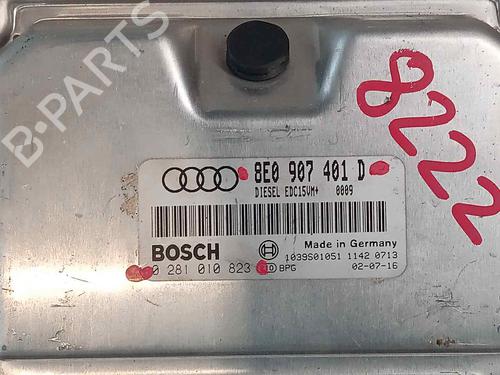 B-PARTS
8222
8E0 907 401 D
DIESEL EDC15VM+ 0009
BOSCH
Made in Germany
1039S01051 1142 0713
0 281 010 823 BPG 02-07-16